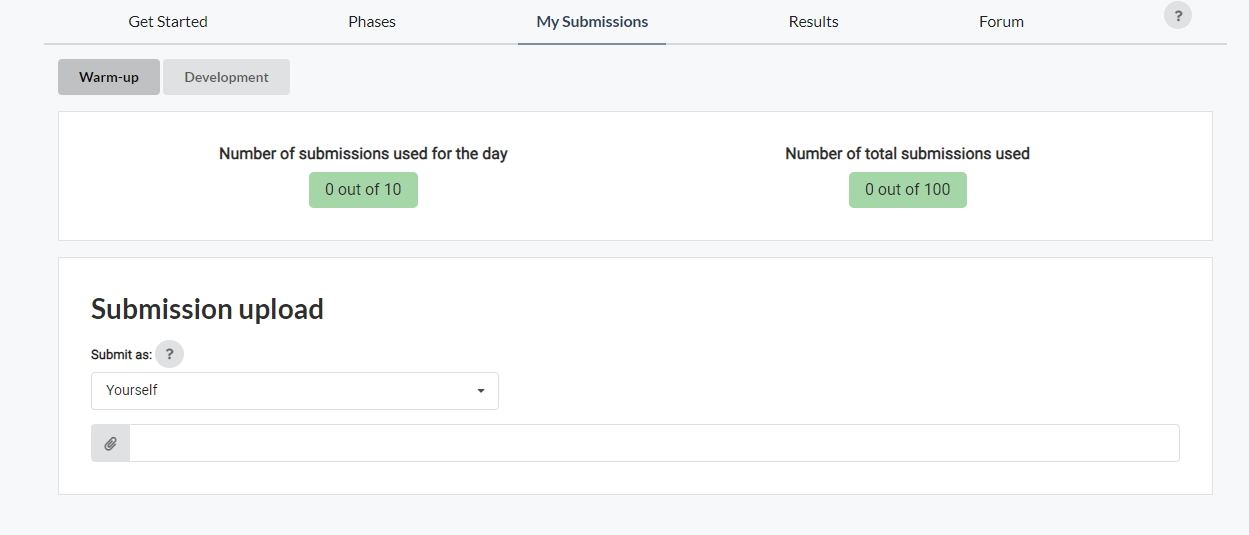 Get Started Phases My Submissions Results Forum ?
Warm-up Development
Number of submissions used for the day Number of total submissions used
0 out of 10 0 out of 100
Submission upload
Submit as: ?
Yourself